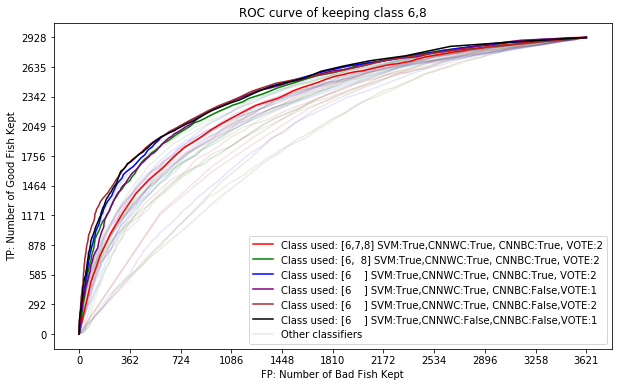 ROC curve of keeping class 6,8
TP: Number of Good Fish Kept
2928
2635
2342
2049
1756
1464
1171
878
585
292
0
Class used: [6,7,8] SVM:True,CNNWC:True, CNNBC:True, VOTE:2
Class used: [6,  8] SVM:True,CNNWC:True, CNNBC:True, VOTE:2
Class used: [6    ] SVM:True,CNNWC:True, CNNBC:True, VOTE:2
Class used: [6    ] SVM:True,CNNWC:True, CNNBC:False,VOTE:1
Class used: [6    ] SVM:True,CNNWC:True, CNNBC:False,VOTE:2
Class used: [6    ] SVM:True,CNNWC:False,CNNBC:False,VOTE:1
Other classifiers
0 362 724 1086 1448 1810 2172 2534 2896 3258 3621
FP: Number of Bad Fish Kept